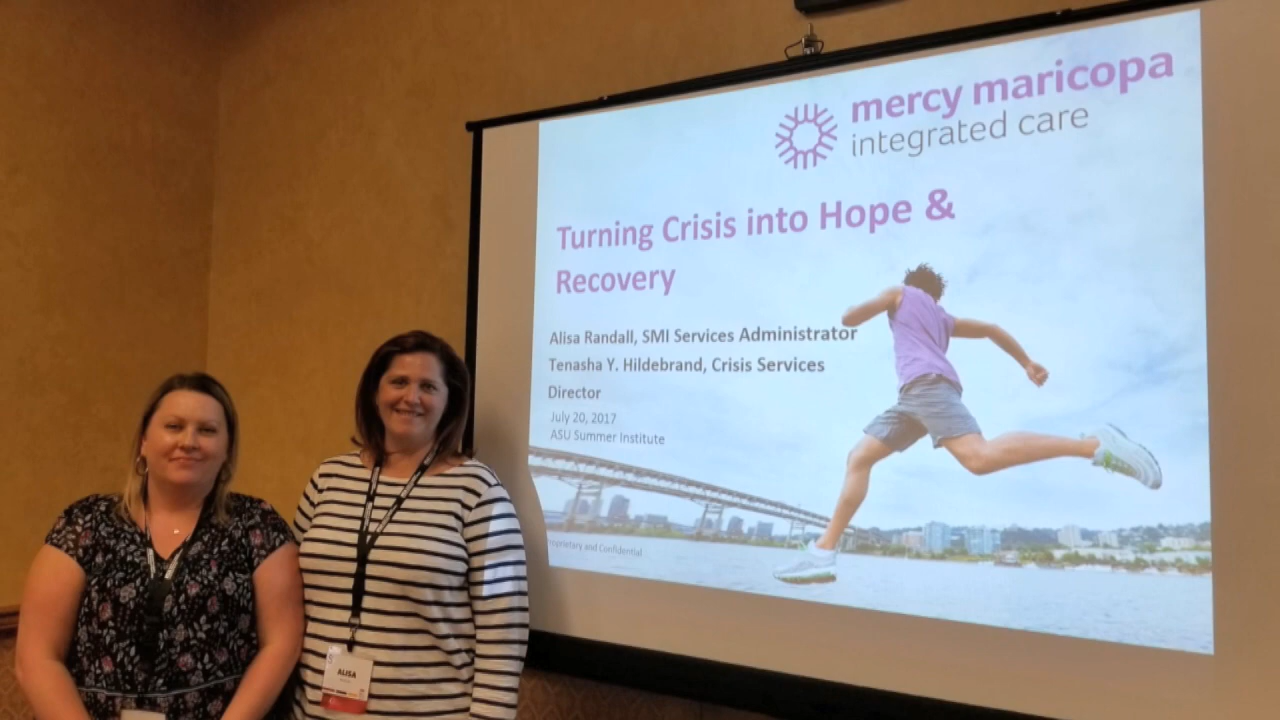 mercy maricopa
integrated care
Turning Crisis into Hope &
Recovery
Alisa Randall, SMI Services Administrator
Tenasha Y. Hildebrand, Crisis Services
Director
July 20, 2017
ASU Summer Institute
Proprietary and Confidential
ALISA